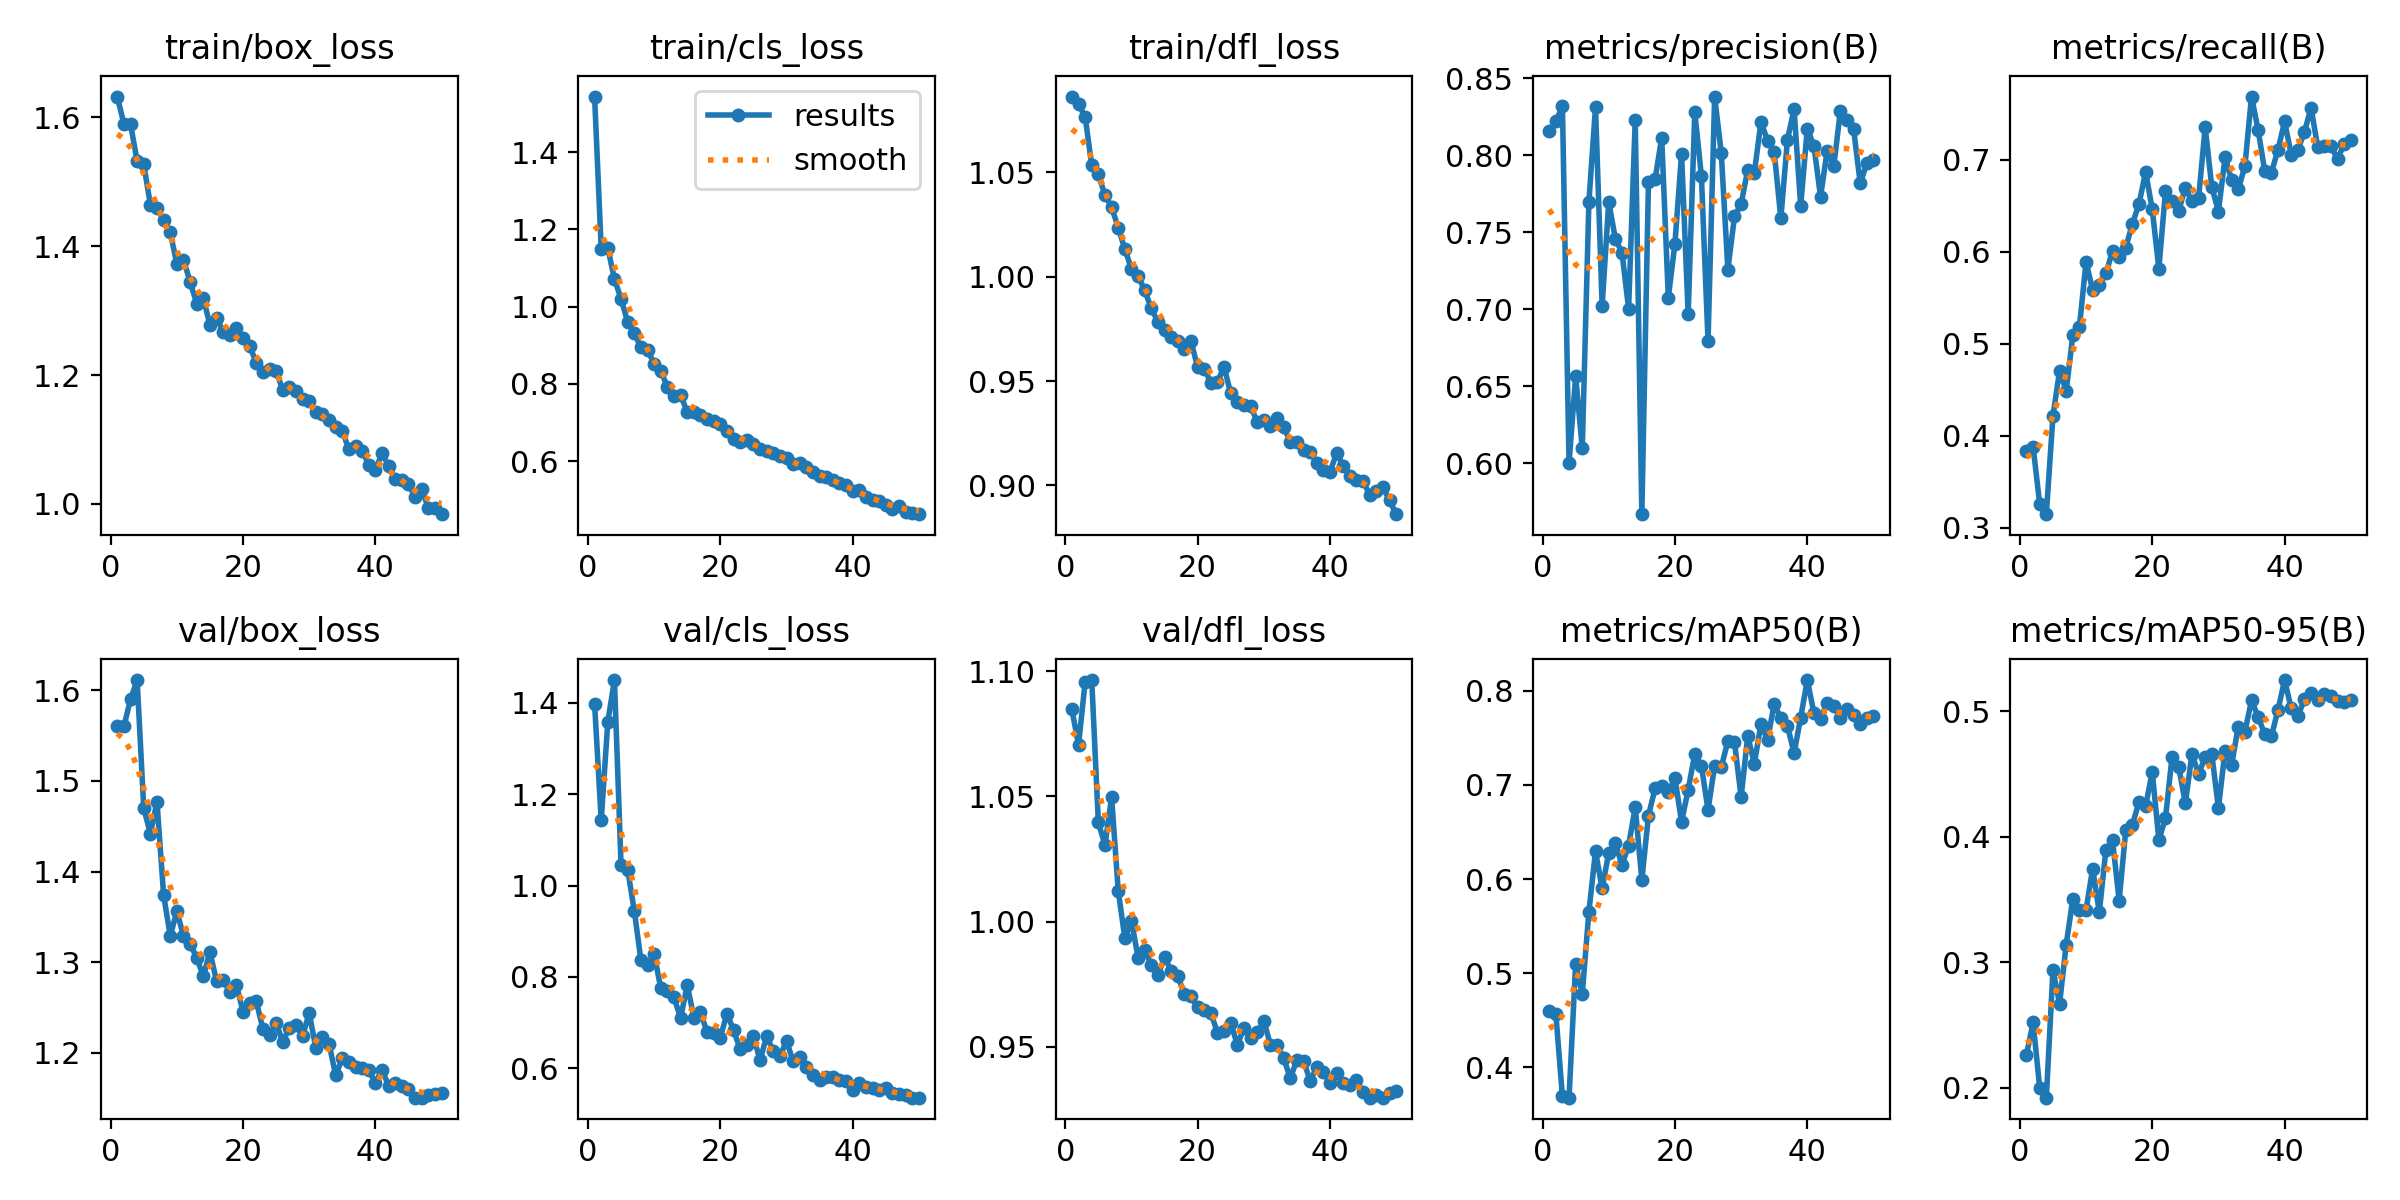 train/box_loss
train/cls_loss
train/dfl_loss
metrics/precision(B)
metrics/recall(B)
1.6
1.4
1.2
1.0
0 20 40
results
smooth
1.4
1.2
1.0
0.8
0.6
0 20 40
1.05
1.00
0.95
0.90
0 20 40
0.85
0.80
0.75
0.70
0.65
0.60
0 20 40
0.7
0.6
0.5
0.4
0.3
0 20 40
val/box_loss
val/cls_loss
val/dfl_loss
metrics/mAP50(B)
metrics/mAP50-95(B)
1.6
1.5
1.4
1.3
1.2
0 20 40
1.4
1.2
1.0
0.8
0.6
0 20 40
1.10
1.05
1.00
0.95
0 20 40
0.8
0.7
0.6
0.5
0.4
0 20 40
0.5
0.4
0.3
0.2
0 20 40